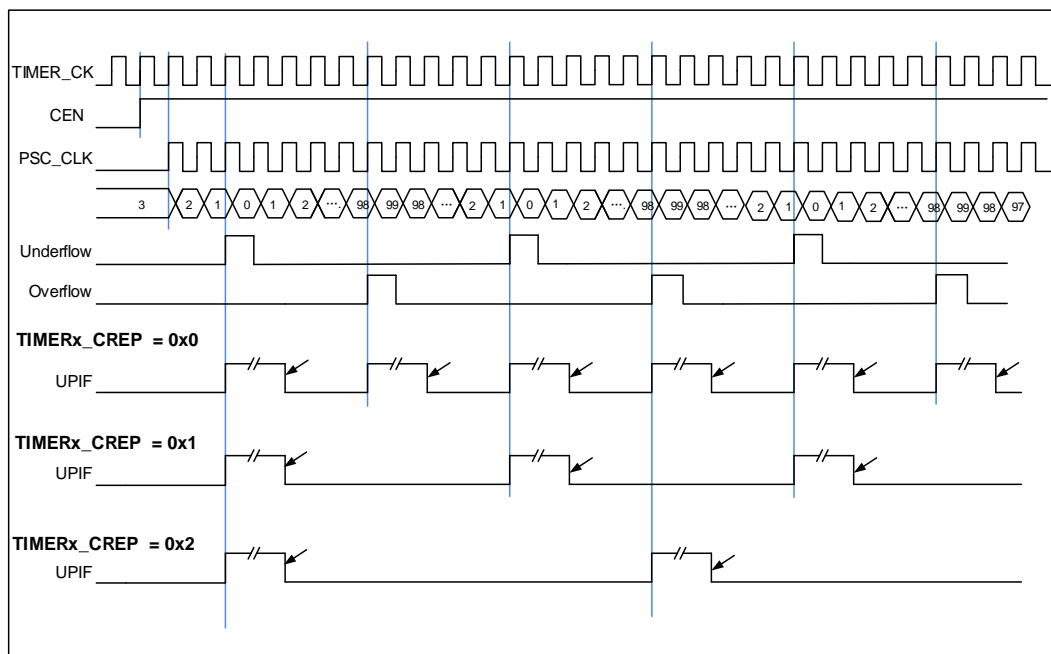 TIMER_CK
CEN
PSC_CLK
3 2 1 0 1 2 ... 98 99 98 ... 2 1 0 1 2 ... 98 99 98 ... 2 1 0 1 2 ... 98 99 98 97
Underflow
Overflow
TIMERx_CREP = 0x0
UPIF
TIMERx_CREP = 0x1
UPIF
TIMERx_CREP = 0x2
UPIF